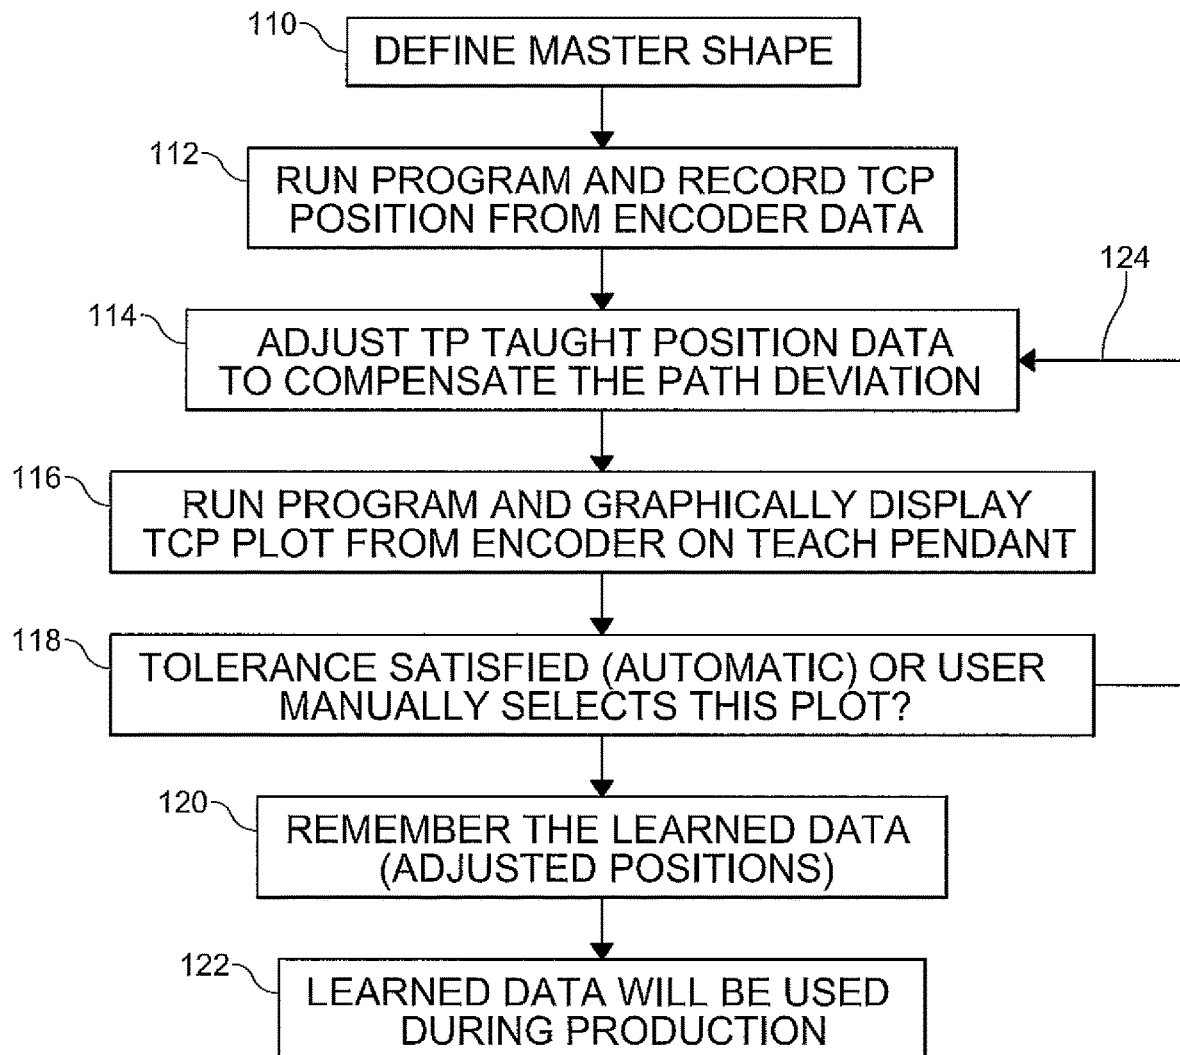 110
DEFINE MASTER SHAPE
112
RUN PROGRAM AND RECORD TCP
POSITION FROM ENCODER DATA
124
114
ADJUST TP TAUGHT POSITION DATA
TO COMPENSATE THE PATH DEVIATION
116
RUN PROGRAM AND GRAPHICALLY DISPLAY
TCP PLOT FROM ENCODER ON TEACH PENDANT
118
TOLERANCE SATISFIED (AUTOMATIC) OR USER
MANUALLY SELECTS THIS PLOT?
120
REMEMBER THE LEARNED DATA
(ADJUSTED POSITIONS)
122
LEARNED DATA WILL BE USED
DURING PRODUCTION